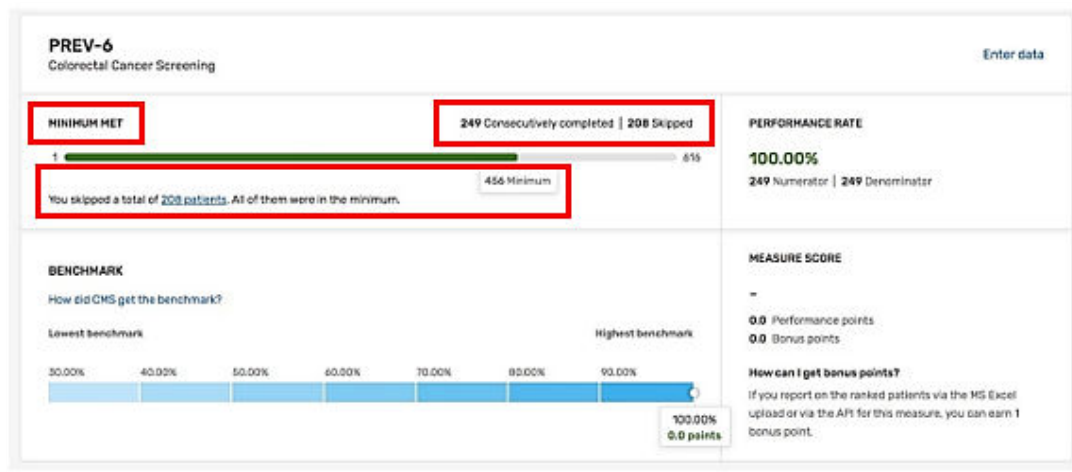 PREV-6
Colorectal Cancer Screening
Enter data
MINIMUM MET
249 Consecutively completed | 208 Skipped
1
616
456 Minimum
You skipped a total of 208 patients. All of them were in the minimum.
PERFORMANCE RATE
100.00%
249 Numerator | 249 Denominator
BENCHMARK
How did CMS get the benchmark?
Lowest benchmark
Highest benchmark
30.00% 40.00% 50.00% 60.00% 70.00% 80.00% 90.00%
100.00%
0.0 points
MEASURE SCORE
-
0.0 Performance points
0.0 Bonus points
How can I get bonus points?
If you report on the ranked patients via the MS Excel
upload or via the API for this measure, you can earn 1
bonus point.